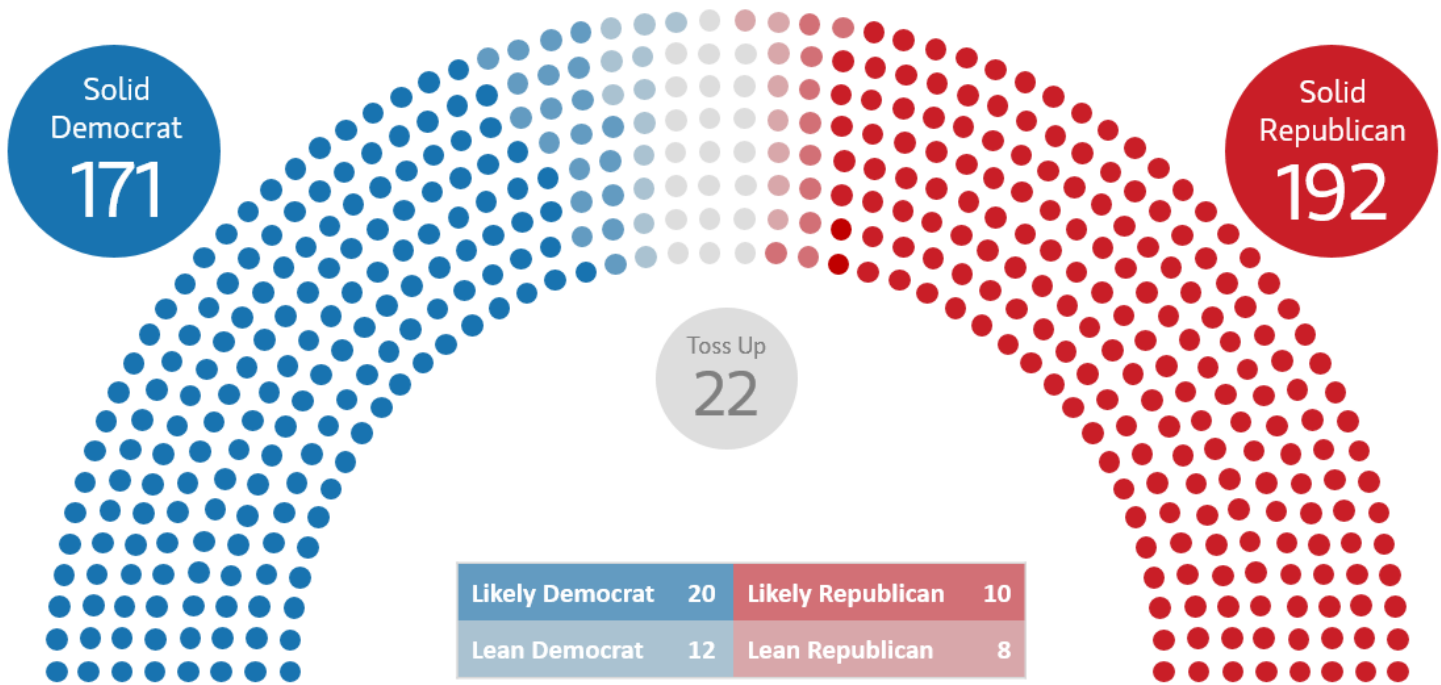 Solid
Democrat
171
Solid
Republican
192
Toss Up
22
Likely Democrat 20 Likely Republican 10
Lean Democrat 12 Lean Republican 8